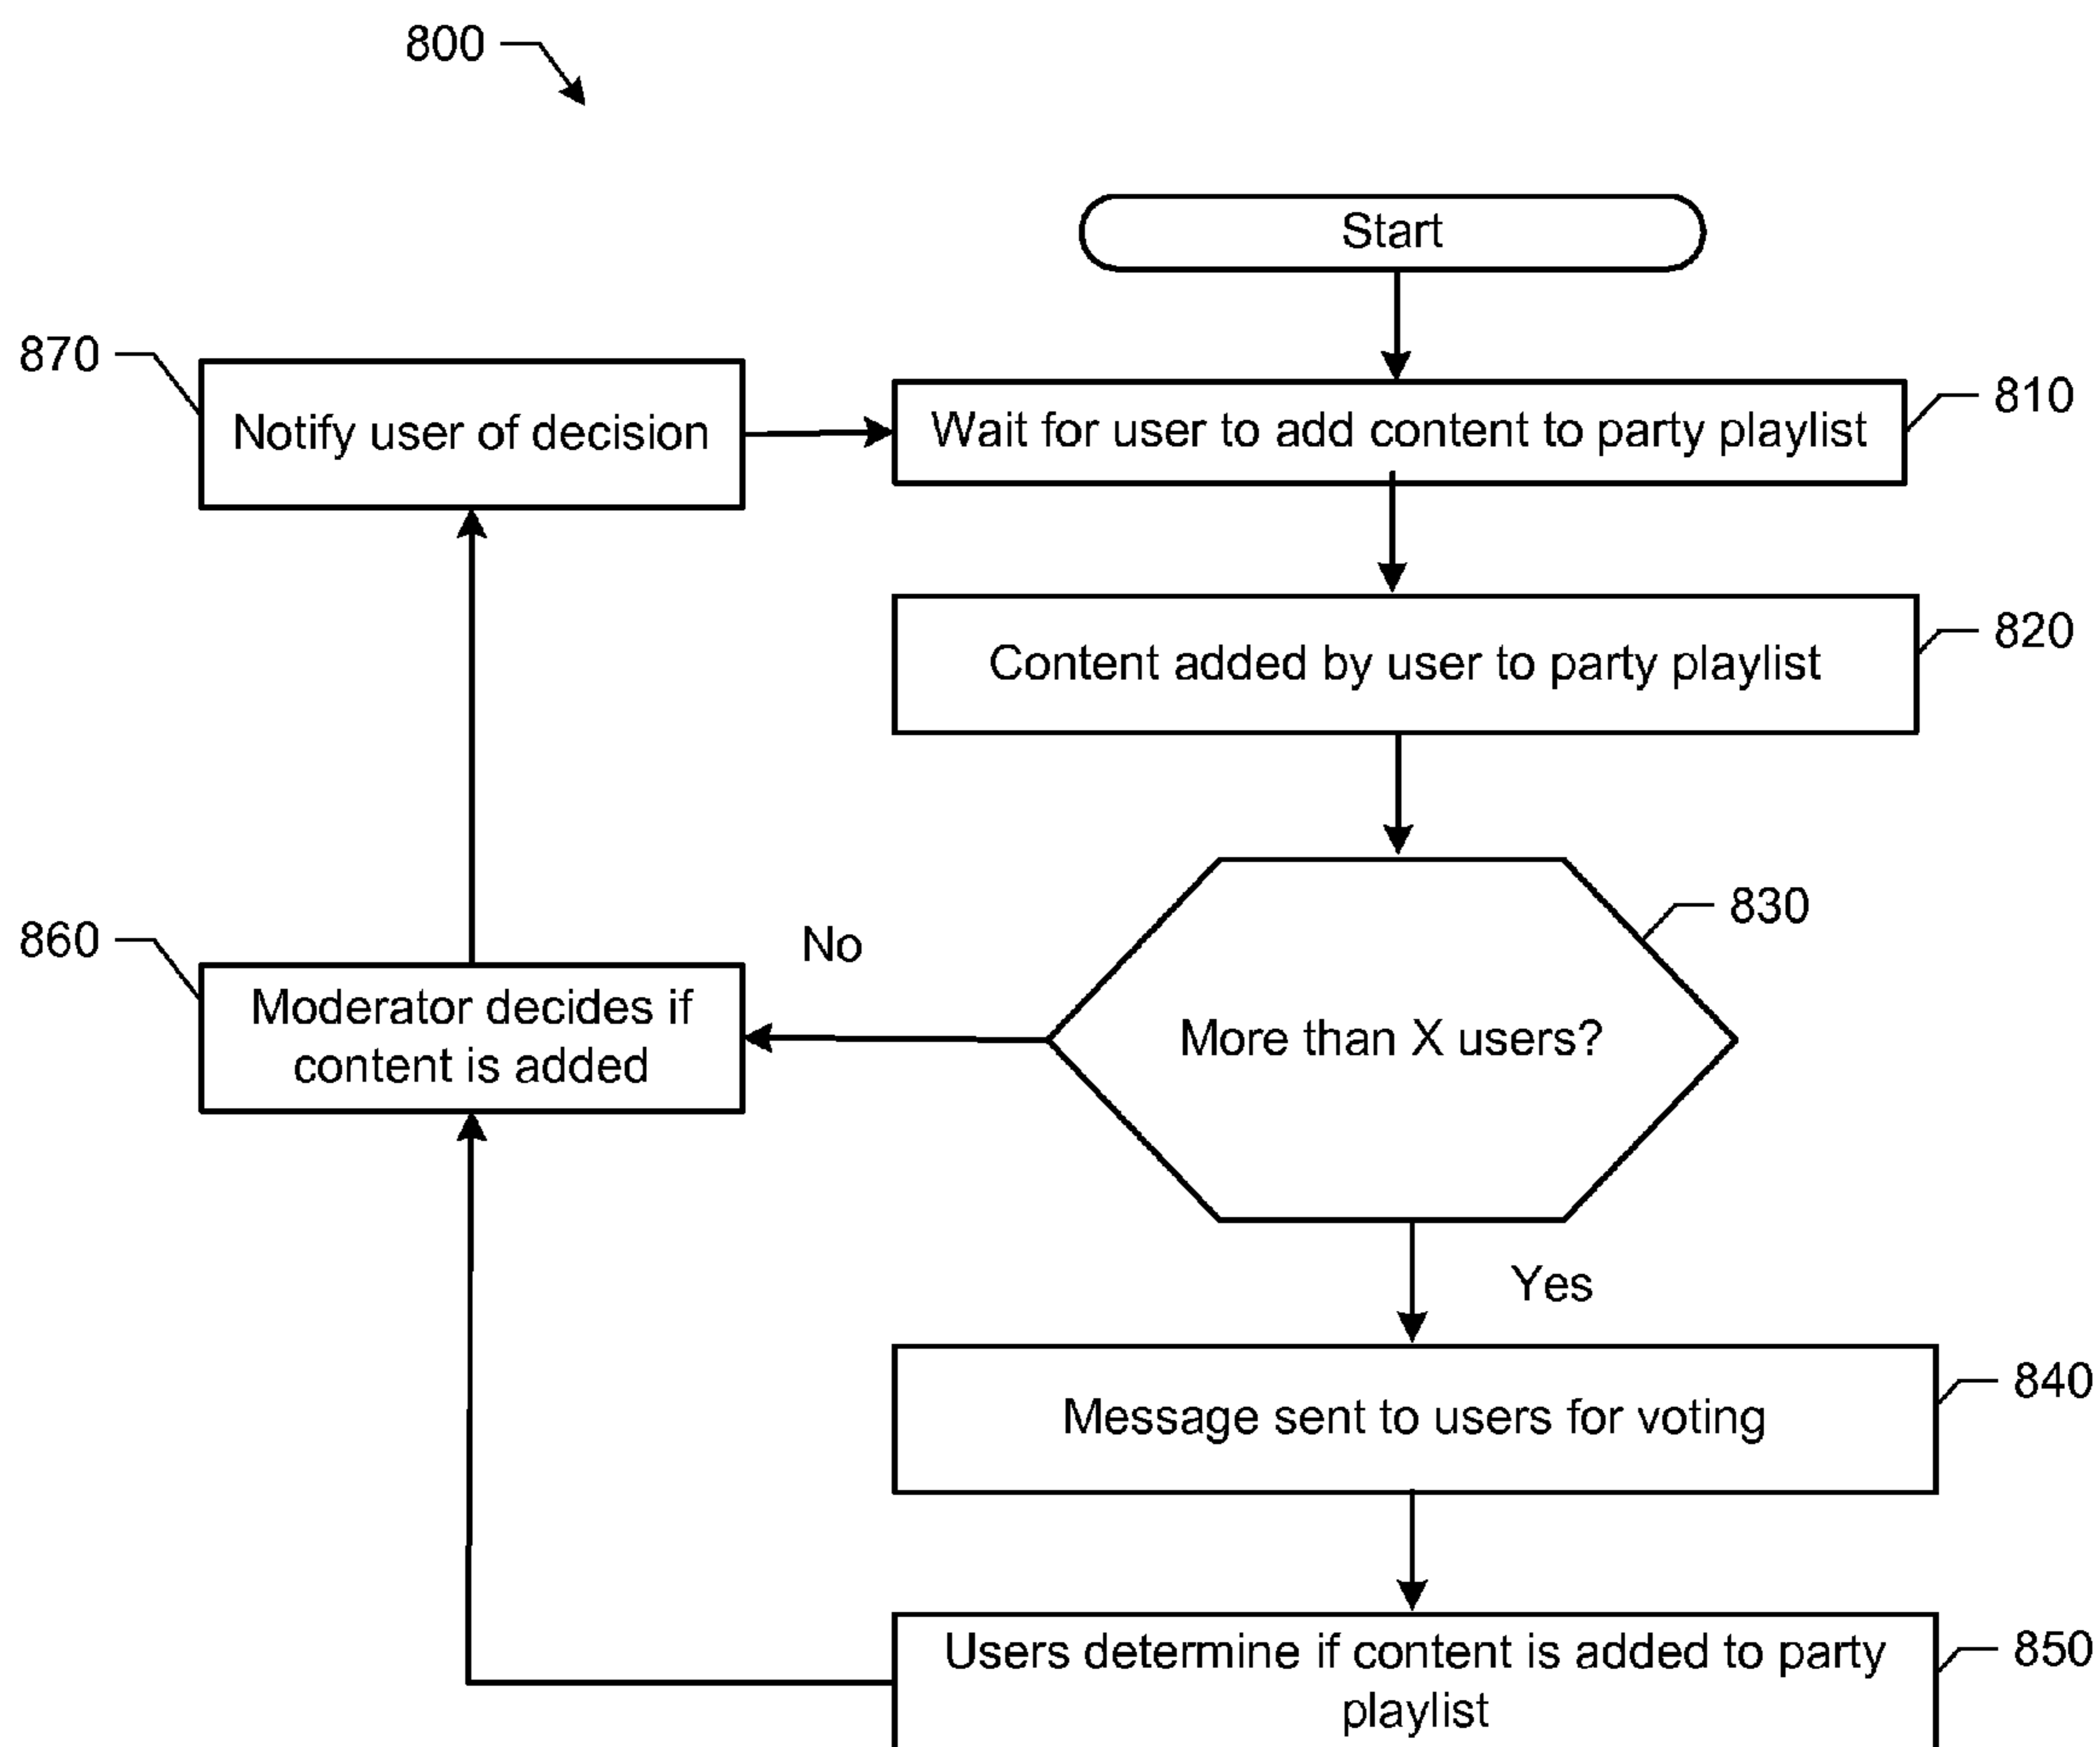 800
Start
870
Notify user of decision
Wait for user to add content to party playlist
810
Content added by user to party playlist
820
830
860
No
Moderator decides if
content is added
More than X users?
Yes
840
Message sent to users for voting
850
Users determine if content is added to party
playlist